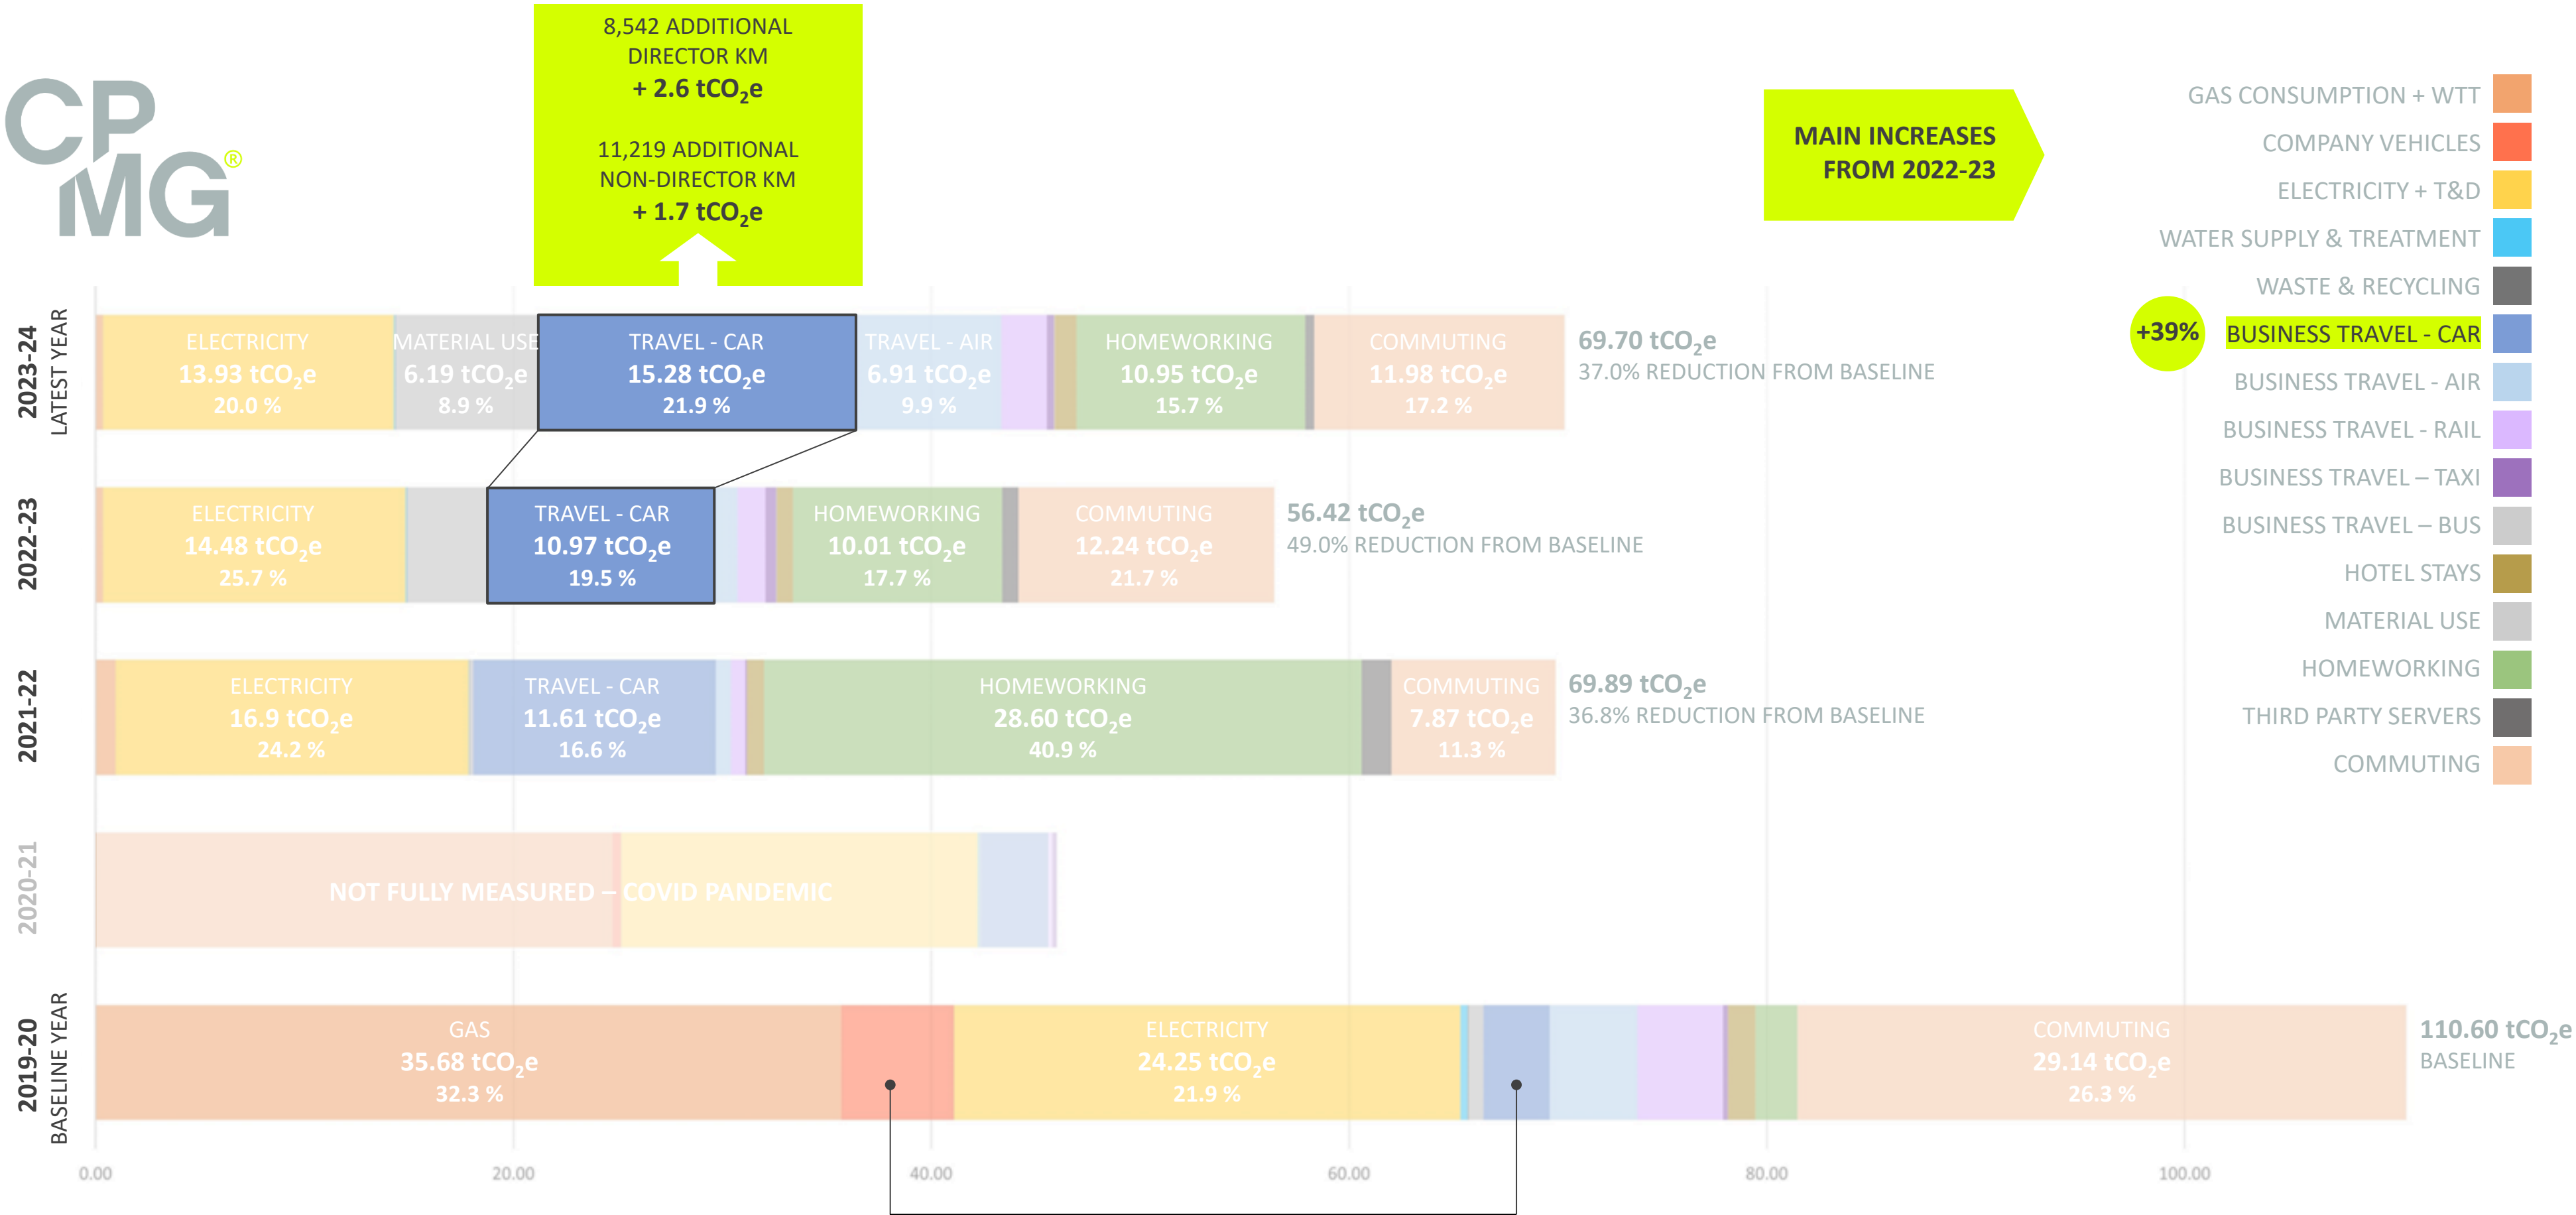 CP
MG®
8,542 ADDITIONAL
DIRECTOR KM
+ 2.6 tCO₂e
11,219 ADDITIONAL
NON-DIRECTOR KM
+ 1.7 tCO₂e
MAIN INCREASES
FROM 2022-23
GAS CONSUMPTION + WTT
COMPANY VEHICLES
ELECTRICITY + T&D
WATER SUPPLY & TREATMENT
WASTE & RECYCLING
+39%
BUSINESS TRAVEL - CAR
BUSINESS TRAVEL - AIR
BUSINESS TRAVEL - RAIL
BUSINESS TRAVEL – TAXI
BUSINESS TRAVEL – BUS
HOTEL STAYS
MATERIAL USE
HOMEWORKING
THIRD PARTY SERVERS
COMMUTING
2023-24
LATEST YEAR
ELECTRICITY
13.93 tCO₂e
20.0 %
MATERIAL USE
6.19 tCO₂e
8.9 %
TRAVEL - CAR
15.28 tCO₂e
21.9 %
TRAVEL - AIR
6.91 tCO₂e
9.9 %
HOMEWORKING
10.95 tCO₂e
15.7 %
COMMUTING
11.98 tCO₂e
17.2 %
69.70 tCO₂e
37.0% REDUCTION FROM BASELINE
2022-23
ELECTRICITY
14.48 tCO₂e
25.7 %
TRAVEL - CAR
10.97 tCO₂e
19.5 %
HOMEWORKING
10.01 tCO₂e
17.7 %
COMMUTING
12.24 tCO₂e
21.7 %
56.42 tCO₂e
49.0% REDUCTION FROM BASELINE
2021-22
ELECTRICITY
16.9 tCO₂e
24.2 %
TRAVEL - CAR
11.61 tCO₂e
16.6 %
HOMEWORKING
28.60 tCO₂e
40.9 %
COMMUTING
7.87 tCO₂e
11.3 %
69.89 tCO₂e
36.8% REDUCTION FROM BASELINE
2020-21
NOT FULLY MEASURED – COVID PANDEMIC
2019-20
BASELINE YEAR
GAS
35.68 tCO₂e
32.3 %
ELECTRICITY
24.25 tCO₂e
21.9 %
COMMUTING
29.14 tCO₂e
26.3 %
110.60 tCO₂e
BASELINE
0.00
20.00
40.00
60.00
80.00
100.00